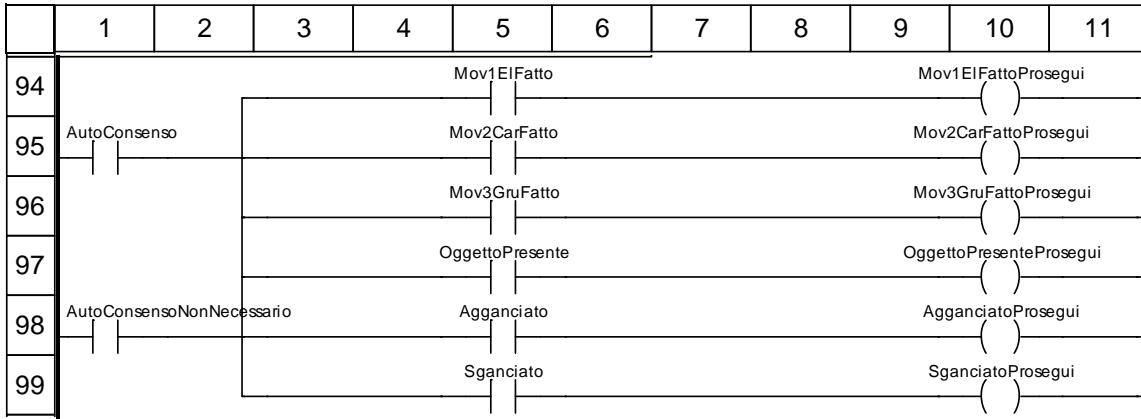 1 2 3 4 5 6 7 8 9 10 11
94 Mov1ElFatto Mov1ElFattoProsegui
95 AutoConsenso Mov2CarFatto Mov2CarFattoProsegui
96 Mov3GruFatto Mov3GruFattoProsegui
97 OggettoPresente OggettoPresenteProsegui
98 AutoConsensoNonNecessario Agganciato AgganciatoProsegui
99 Sganciato SganciatoProsegui